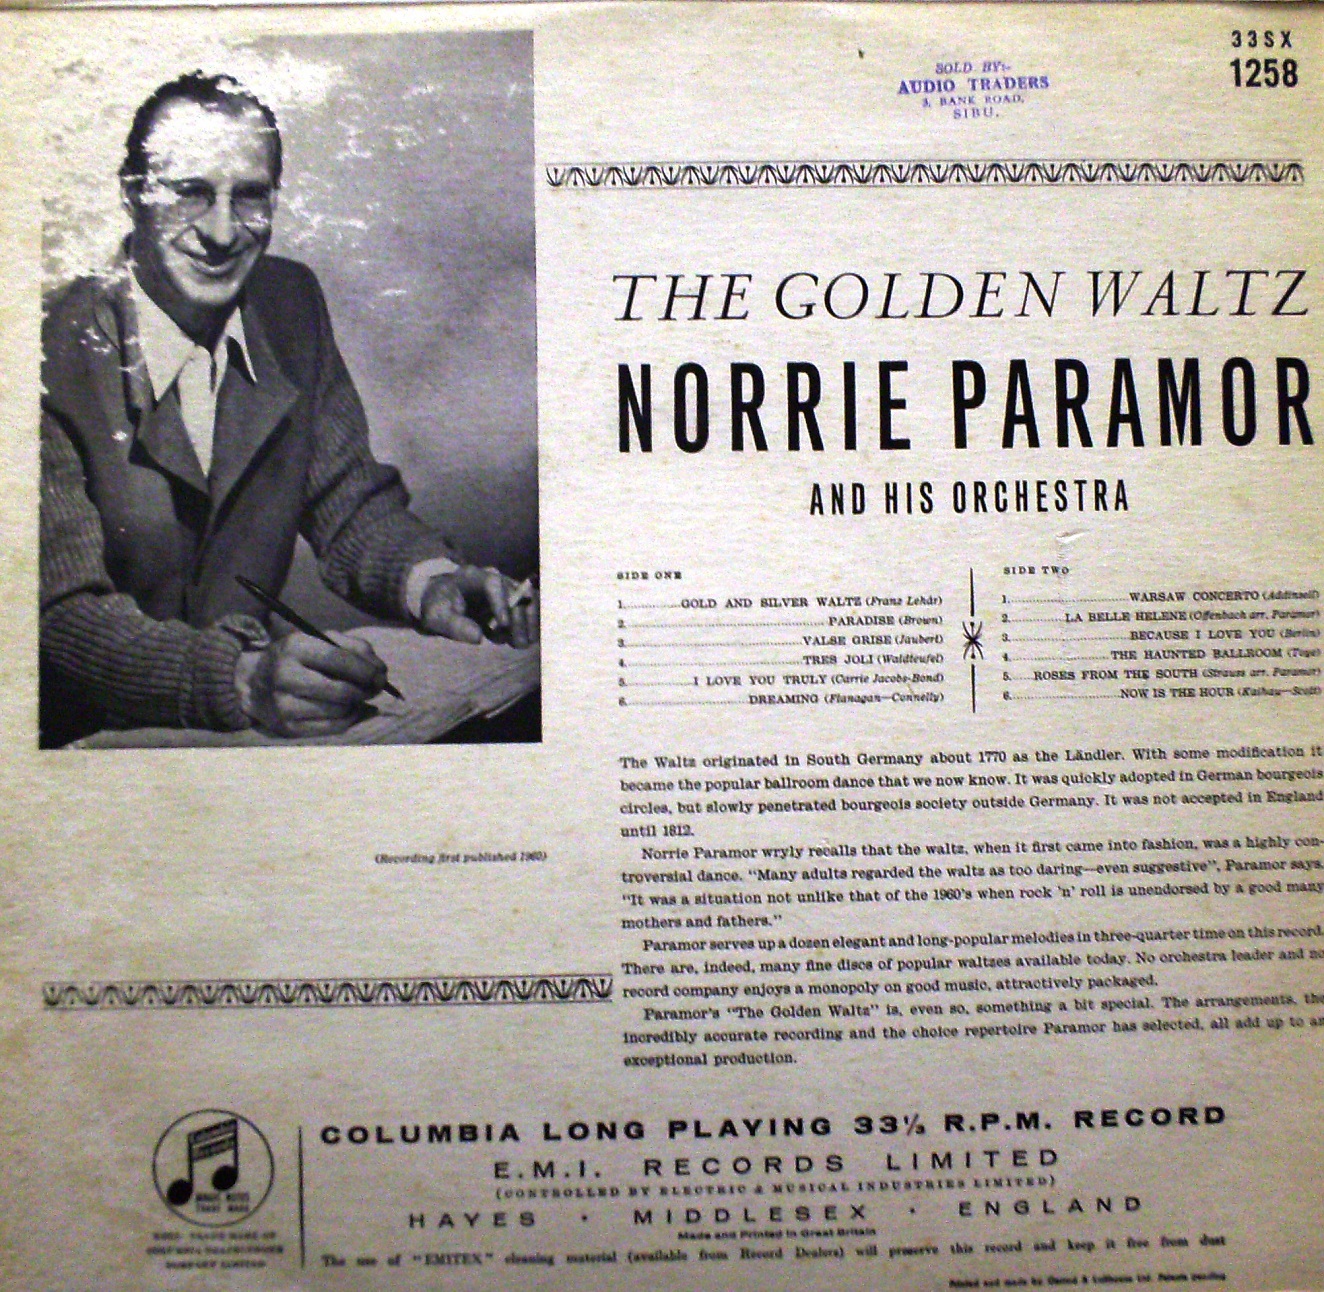 33SX
1258
SOLD BY:-
AUDIO TRADERS
3, BANK ROAD,
SIBU.
THE GOLDEN WALTZ
NORRIE PARAMOR
AND HIS ORCHESTRA
SIDE ONE
1. GOLD AND SILVER WALTZ (Franz Lehár)
2. PARADISE (Brown)
3. VALSE GRISE (Jaubert)
4. TRES JOLI (Waldteufel)
5. I LOVE YOU TRULY (Carrie Jacobs-Bond)
6. DREAMING (Flanagan—Connelly)
SIDE TWO
1. WARSAW CONCERTO (Addinsell)
2. LA BELLE HELENE (Offenbach arr. Paramor)
3. BECAUSE I LOVE YOU (Berlin)
4. THE HAUNTED BALLROOM (Toye)
5. ROSES FROM THE SOUTH (Strauss arr. Paramor)
6. NOW IS THE HOUR (Kaihau—Scott)
The Waltz originated in South Germany about 1770 as the Ländler. With some modification it
became the popular ballroom dance that we now know. It was quickly adopted in German bourgeois
circles, but slowly penetrated bourgeois society outside Germany. It was not accepted in England
until 1812.
Norrie Paramor wryly recalls that the waltz, when it first came into fashion, was a highly con-
troversial dance. "Many adults regarded the waltz as too daring—even suggestive", Paramor says.
"It was a situation not unlike that of the 1960's when rock 'n' roll is unendorsed by a good many
mothers and fathers."
Paramor serves up a dozen elegant and long-popular melodies in three-quarter time on this record.
There are, indeed, many fine discs of popular waltzes available today. No orchestra leader and no
record company enjoys a monopoly on good music, attractively packaged.
Paramor's "The Golden Waltz" is, even so, something a bit special. The arrangements, the
incredibly accurate recording and the choice repertoire Paramor has selected, all add up to an
exceptional production.
(Recording first published 1960)
COLUMBIA LONG PLAYING 33⅓ R.P.M. RECORD
E.M.I. RECORDS LIMITED
(CONTROLLED BY ELECTRIC & MUSICAL INDUSTRIES LIMITED)
HAYES · MIDDLESEX · ENGLAND
Made and Printed in Great Britain
The use of "EMITEX" cleaning material (available from Record Dealers) will preserve this record and keep it free from dust
MAGIC NOTES
TRADE MARK
Printed and made by Garrod & Lofthouse Ltd. Patents pending